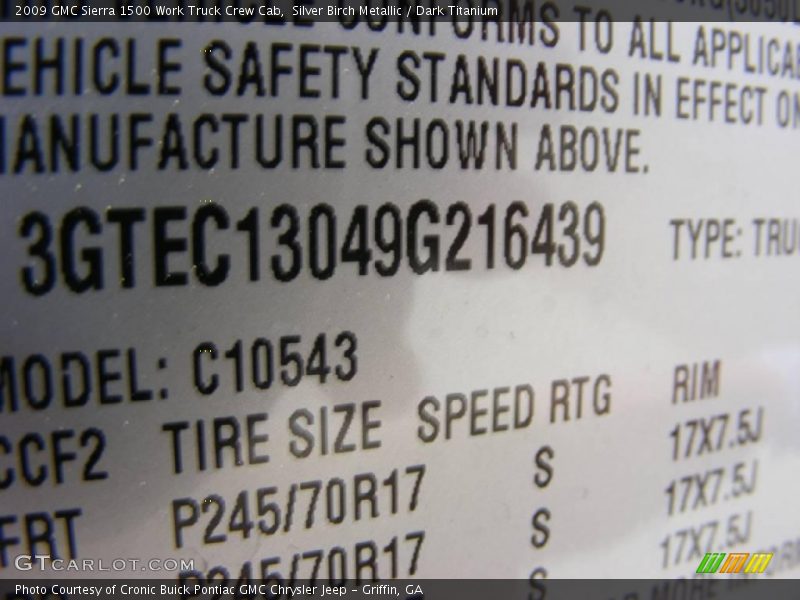 2009 GMC Sierra 1500 Work Truck Crew Cab, Silver Birch Metallic / Dark Titanium
CONFORMS TO ALL
EHICLE SAFETY STANDARDS IN EFFECT ON
ANUFACTURE SHOWN ABOVE.
3GTEC13049G216439 TYPE: TRU
MODEL: C10543
CCF2 TIRE SIZE SPEED RTG RIM
FRT P245/70R17 S 17X7.5J
P245/70R17 S 17X7.5J
S 17X7.5J
GTCARLOT.COM
Photo Courtesy of Cronic Buick Pontiac GMC Chrysler Jeep – Griffin, GA